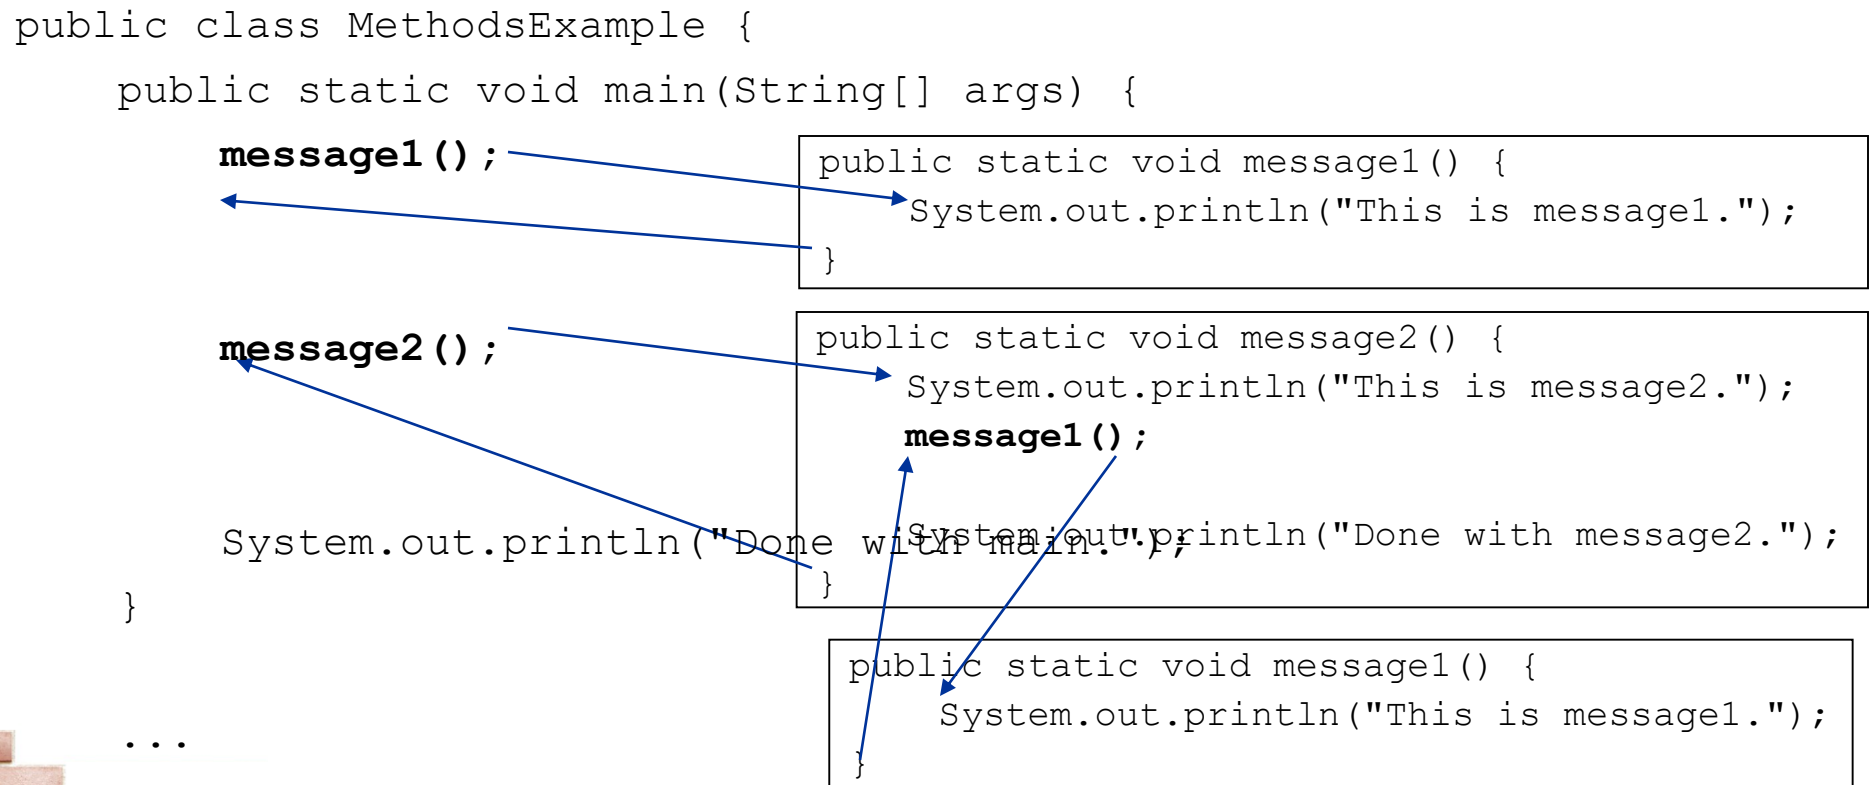 public class MethodsExample {
public static void main(String[] args) {
message1();
message2();
System.out.println("Done with main.");
}
...
public static void message1() {
System.out.println("This is message1.");
}
public static void message2() {
System.out.println("This is message2.");
message1();
System.out.println("Done with message2.");
}
public static void message1() {
System.out.println("This is message1.");
}